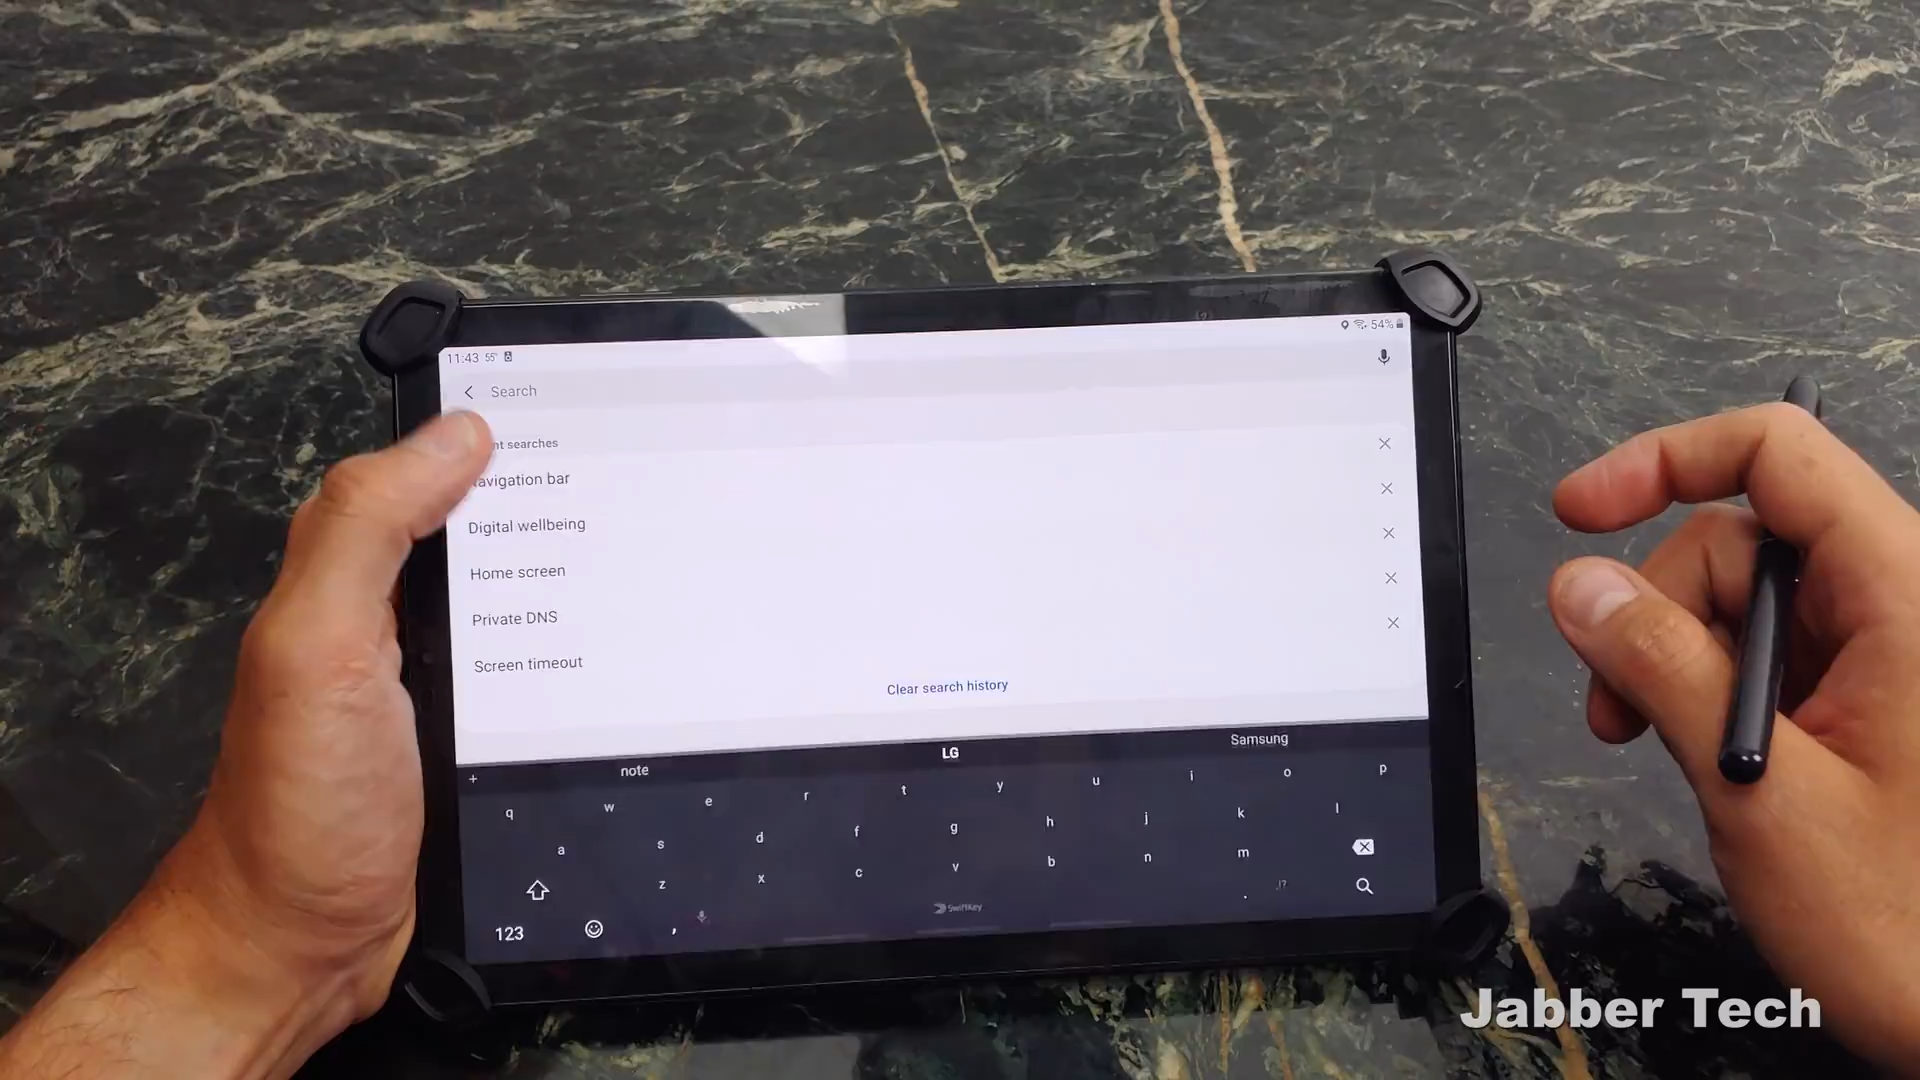 11:43 55°
54%
Search
nt searches
avigation bar
Digital wellbeing
Home screen
Private DNS
Screen timeout
Clear search history
note LG Samsung
q w e r t y u i o p
a s d f g h j k l
z x c v b n m
123 , SwiftKey . ,!?
Jabber Tech